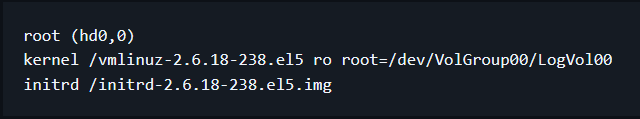 root (hd0,0)
kernel /vmlinuz-2.6.18-238.el5 ro root=/dev/VolGroup00/LogVol00
initrd /initrd-2.6.18-238.el5.img